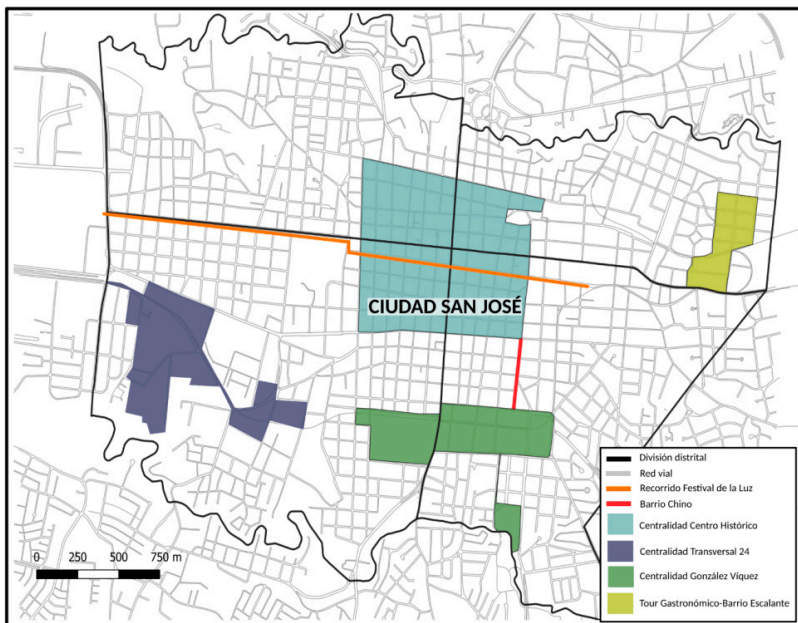 CIUDAD SAN JOSÉ
División distrital
Red vial
Recorrido Festival de la Luz
Barrio Chino
Centralidad Centro Histórico
Centralidad Transversal 24
Centralidad González Víquez
Tour Gastronómico-Barrio Escalante
0 250 500 750 m